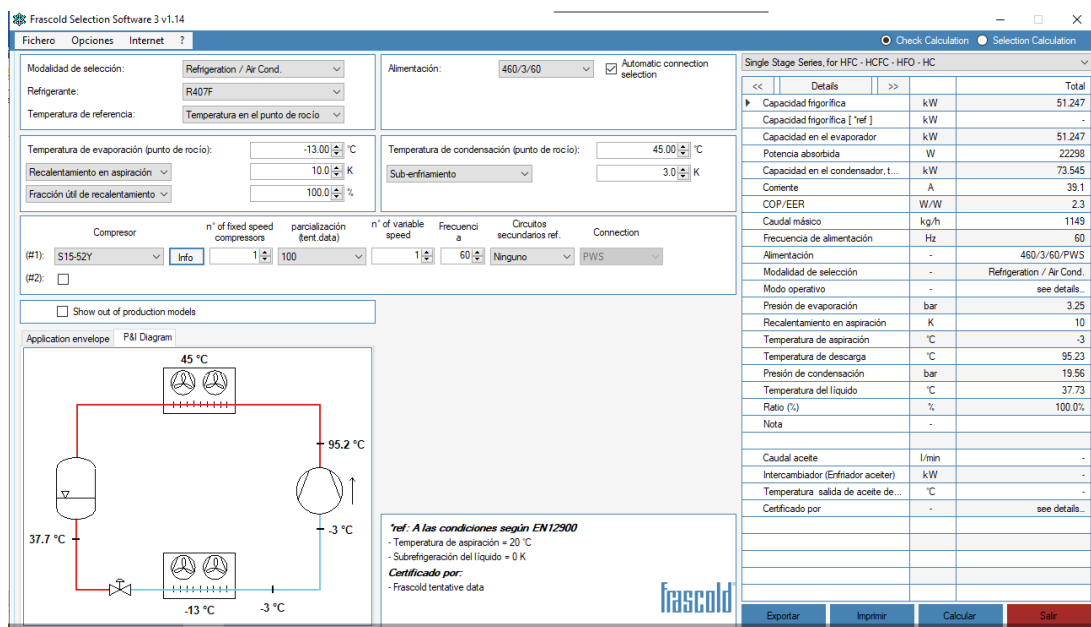 Frascold Selection Software 3 v1.14
Fichero Opciones Internet ?
Check Calculation Selection Calculation
Modalidad de selección: Refrigeration / Air Cond.
Refrigerante: R407F
Temperatura de referencia: Temperatura en el punto de rocío
Alimentación: 460/3/60 Automatic connection selection
Temperatura de evaporación (punto de rocío): -13.00 °C
Recalentamiento en aspiración 10.0 K
Fracción útil de recalentamiento 100.0 %
Temperatura de condensación (punto de rocío): 45.00 °C
Sub-enfriamiento 3.0 K
Compresor n° of fixed speed compressors parcialización (tent.data) n° of variable speed Frecuencia Circuitos secundarios ref. Connection
(#1): S15-52Y Info 1 100 1 60 Ninguno PWS
(#2):
Show out of production models
Application envelope P&I Diagram
45 °C
95.2 °C
-3 °C
37.7 °C
-13 °C
-3 °C
*ref: A las condiciones según EN12900
- Temperatura de aspiración = 20 °C
- Subrefrigeración del líquido = 0 K
Certificado por:
- Frascold tentative data
frascold
Single Stage Series, for HFC - HCFC - HFO - HC
<< Details >> Total
Capacidad frigorífica kW 51.247
Capacidad frigorífica [ *ref ] kW -
Capacidad en el evaporador kW 51.247
Potencia absorbida W 22298
Capacidad en el condensador, t... kW 73.545
Corriente A 39.1
COP/EER W/W 2.3
Caudal másico kg/h 1149
Frecuencia de alimentación Hz 60
Alimentación - 460/3/60/PWS
Modalidad de selección - Refrigeration / Air Cond.
Modo operativo - see details...
Presión de evaporación bar 3.25
Recalentamiento en aspiración K 10
Temperatura de aspiración °C -3
Temperatura de descarga °C 95.23
Presión de condensación bar 19.56
Temperatura del líquido °C 37.73
Ratio (%) % 100.0%
Nota -
Caudal aceite l/min -
Intercambiador (Enfriador aceiter) kW -
Temperatura salida de aceite de... °C -
Certificado por - see details...
Exportar Imprimir Calcular Salir